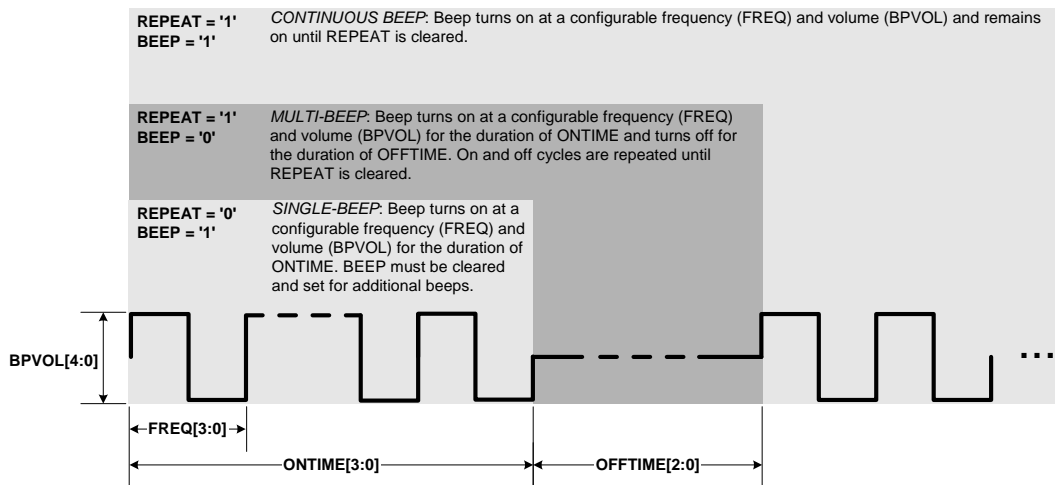 REPEAT = '1'
BEEP = '1'
CONTINUOUS BEEP: Beep turns on at a configurable frequency (FREQ) and volume (BPVOL) and remains
on until REPEAT is cleared.
REPEAT = '1'
BEEP = '0'
MULTI-BEEP: Beep turns on at a configurable frequency (FREQ)
and volume (BPVOL) for the duration of ONTIME and turns off for
the duration of OFFTIME. On and off cycles are repeated until
REPEAT is cleared.
REPEAT = '0'
BEEP = '1'
SINGLE-BEEP: Beep turns on at a
configurable frequency (FREQ) and
volume (BPVOL) for the duration of
ONTIME. BEEP must be cleared
and set for additional beeps.
BPVOL[4:0]
...
FREQ[3:0]
ONTIME[3:0]
OFFTIME[2:0]